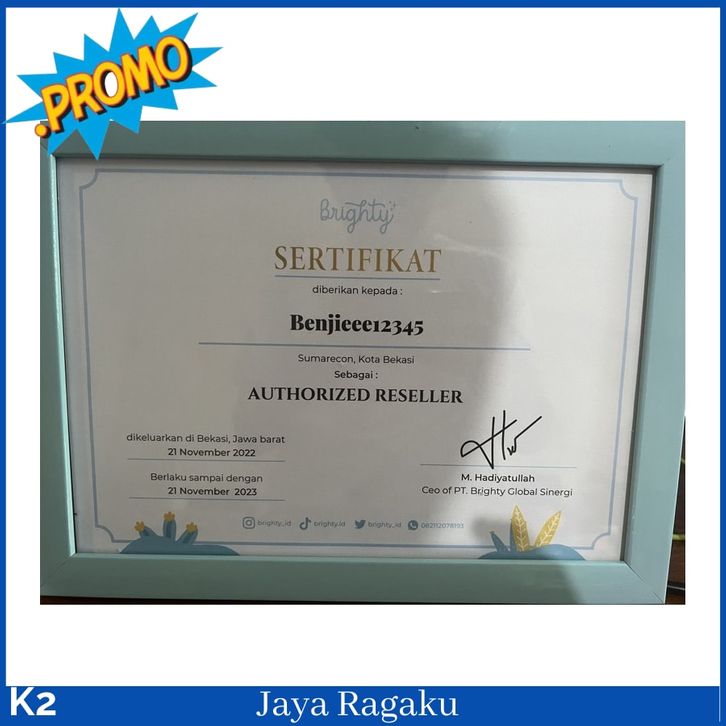 .PROMO
Brighty
SERTIFIKAT
diberikan kepada :
Benjieee12345
Sumarecon, Kota Bekasi
Sebagai :
AUTHORIZED RESELLER
dikeluarkan di Bekasi, Jawa barat
21 November 2022
Berlaku sampai dengan
21 November 2023
M. Hadiyatullah
Ceo of PT. Brighty Global Sinergi
brighty_id brighty.id brighty_id 082112078193
K2 Jaya Ragaku